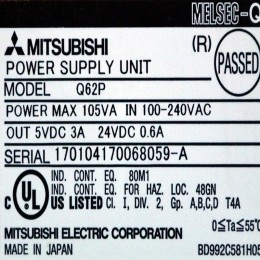 MELSEC-Q
MITSUBISHI (R) PASSED
POWER SUPPLY UNIT
MODEL Q62P
POWER MAX 105VA IN 100-240VAC
OUT 5VDC 3A 24VDC 0.6A
SERIAL 170104170068059-A
IND. CONT. EQ. 80M1
IND. CONT. EQ. FOR HAZ. LOC. 48GN
C UL US LISTED Cl. I, DIV. 2, Gp. A,B,C,D T4A
MITSUBISHI ELECTRIC CORPORATION 0≤Ta≤55℃
MADE IN JAPAN BD992C581H05